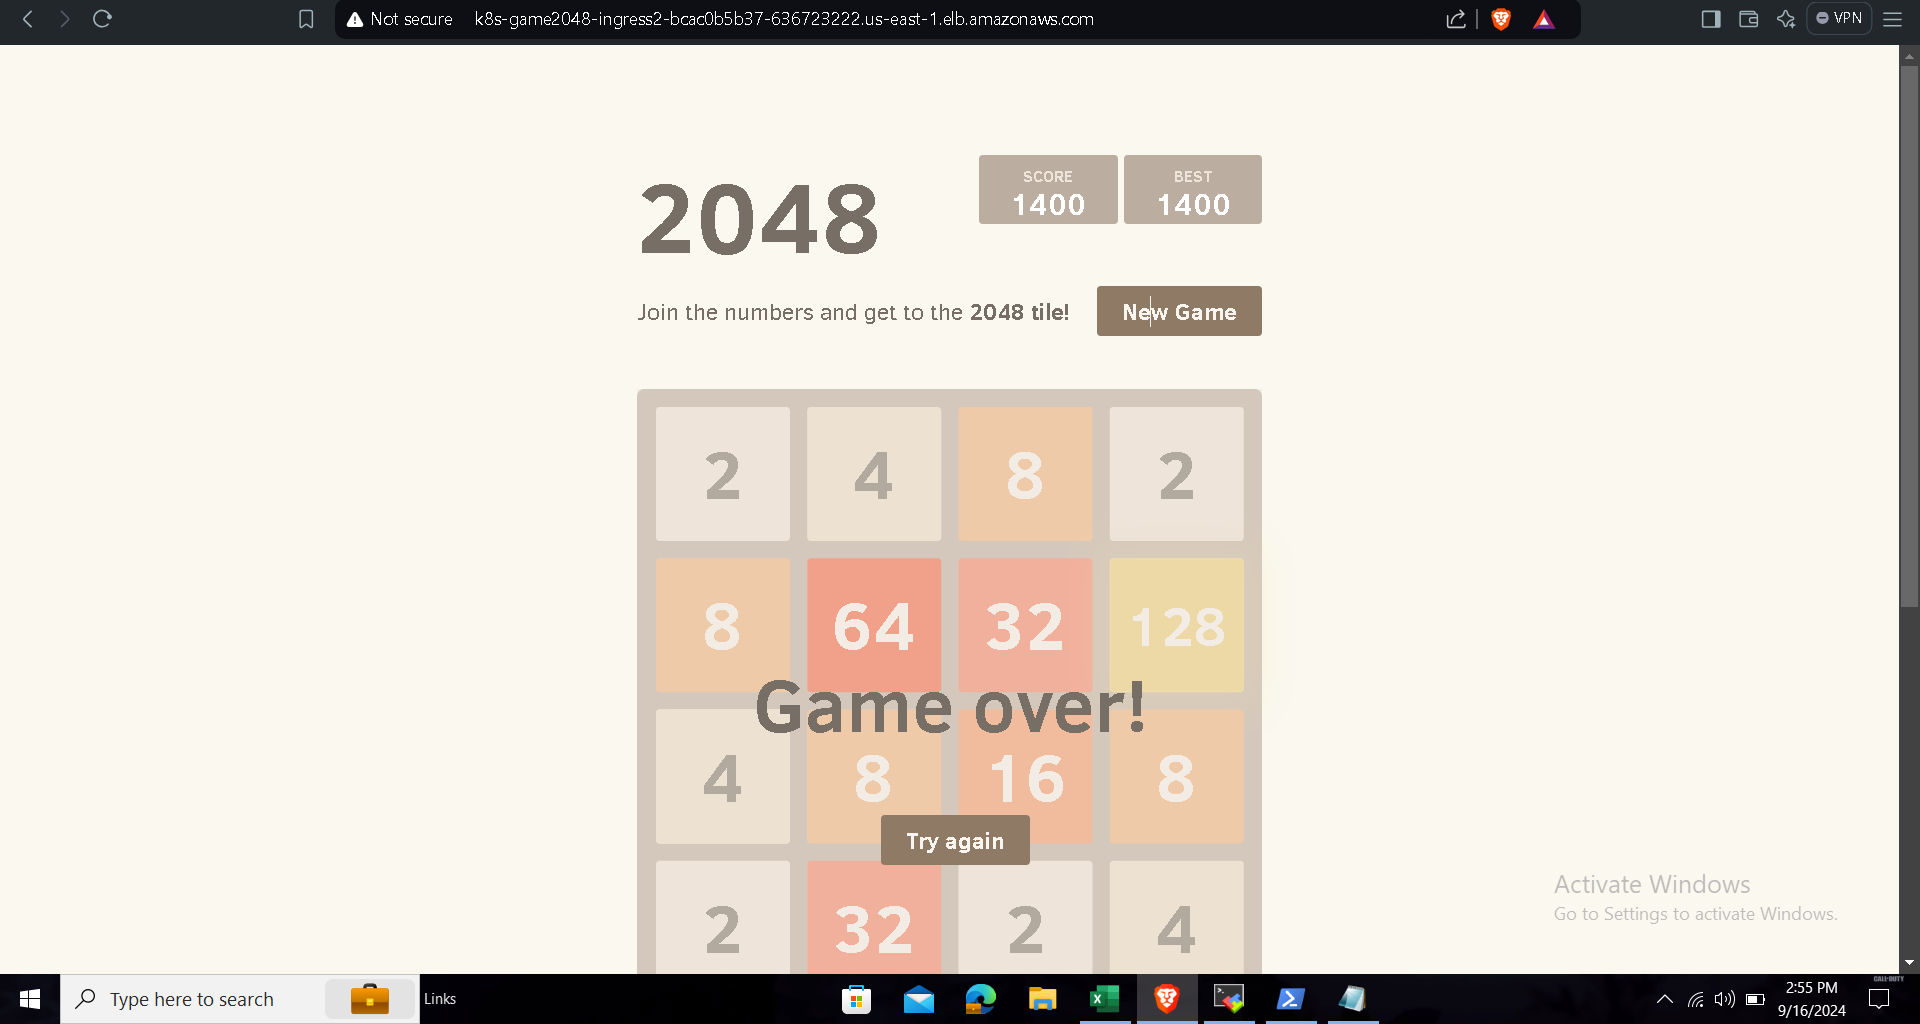 Not secure k8s-game2048-ingress2-bcac0b5b37-636723222.us-east-1.elb.amazonaws.com
VPN
2048
SCORE
1400
BEST
1400
Join the numbers and get to the 2048 tile!
New Game
2 4 8 2
8 64 32 128
Game over!
4 8 16 8
Try again
2 32 2 4
Activate Windows
Go to Settings to activate Windows.
Type here to search
Links
CALL OF DUTY
2:55 PM
9/16/2024